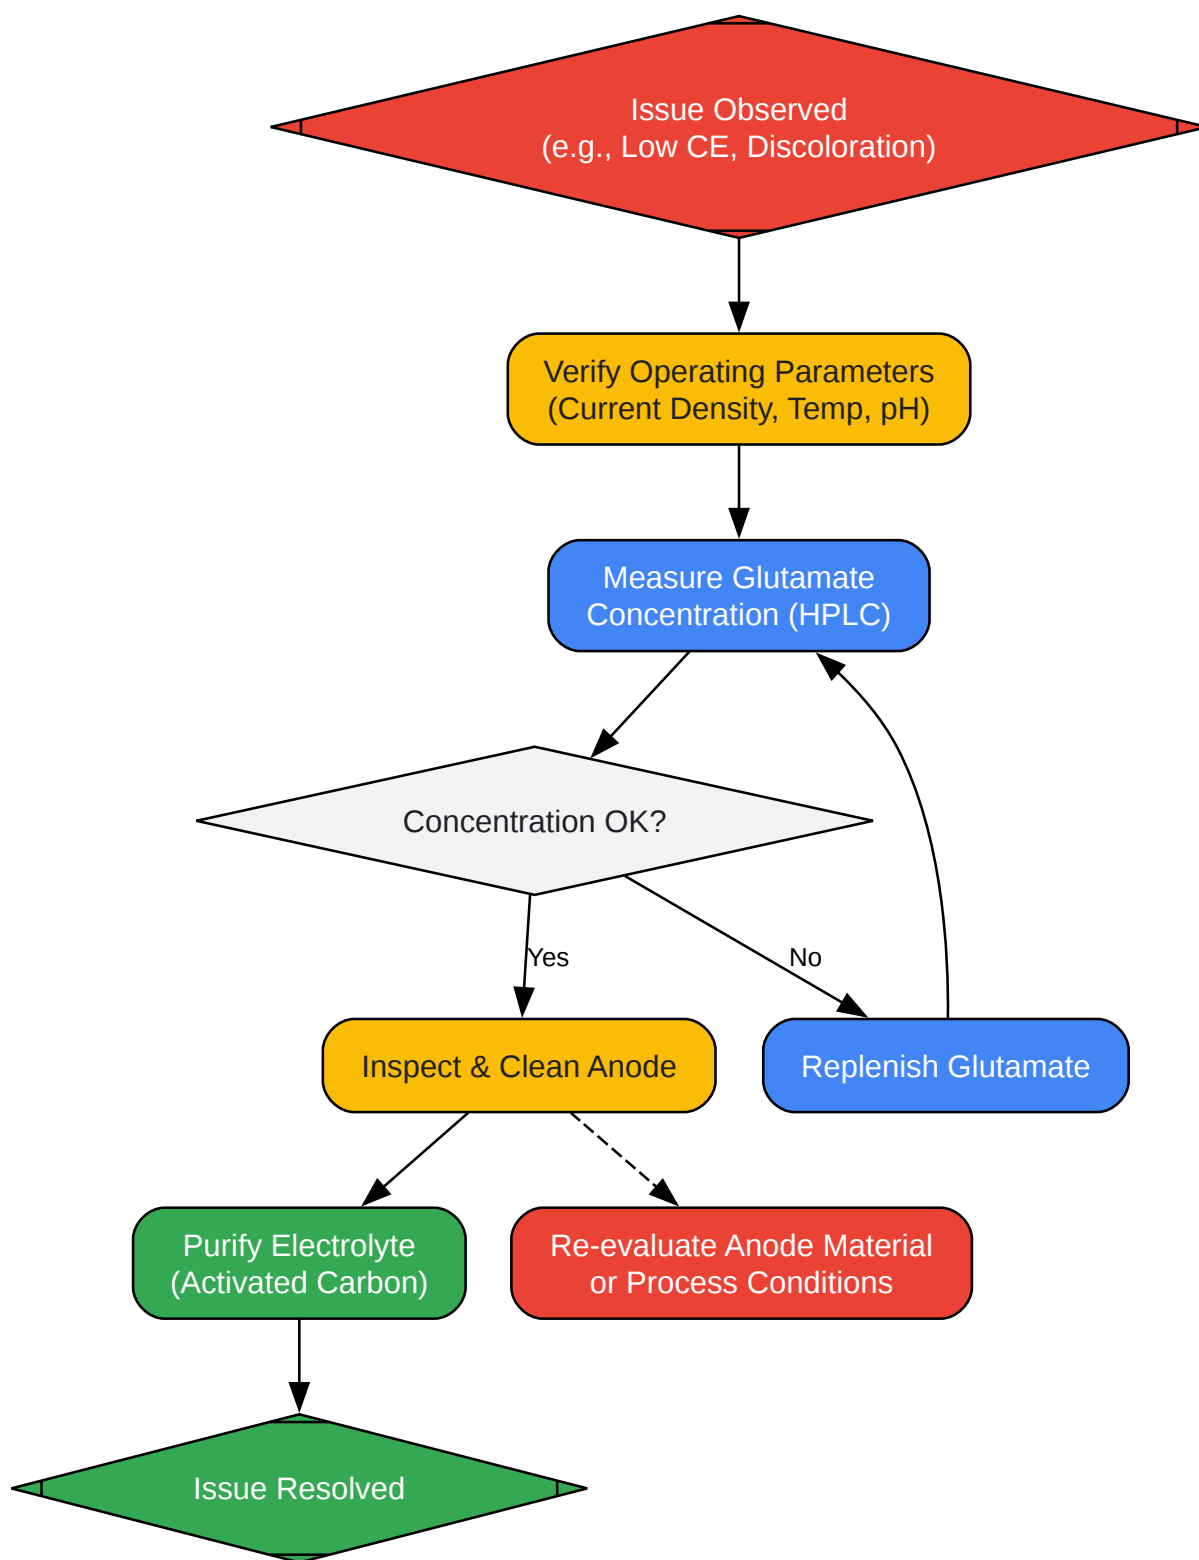 Issue Observed
(e.g., Low CE, Discoloration)
Verify Operating Parameters
(Current Density, Temp, pH)
Measure Glutamate
Concentration (HPLC)
Concentration OK?
Yes
No
Inspect & Clean Anode
Replenish Glutamate
Purify Electrolyte
(Activated Carbon)
Re-evaluate Anode Material
or Process Conditions
Issue Resolved